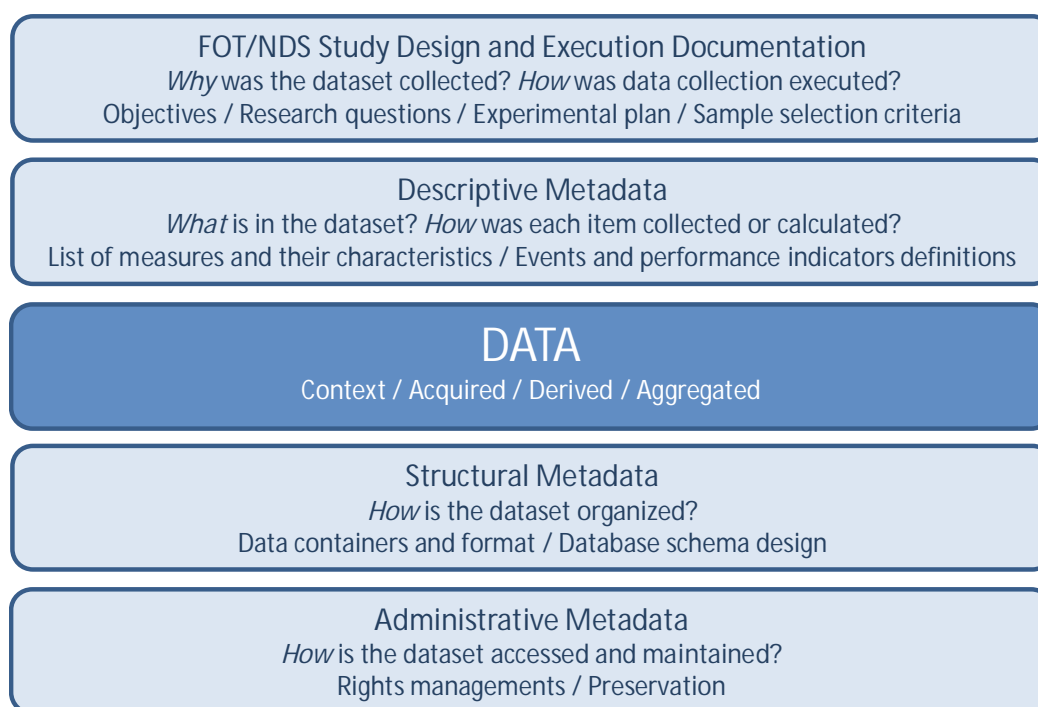 FOT/NDS Study Design and Execution Documentation
Why was the dataset collected? How was data collection executed?
Objectives / Research questions / Experimental plan / Sample selection criteria
Descriptive Metadata
What is in the dataset? How was each item collected or calculated?
List of measures and their characteristics / Events and performance indicators definitions
DATA
Context / Acquired / Derived / Aggregated
Structural Metadata
How is the dataset organized?
Data containers and format / Database schema design
Administrative Metadata
How is the dataset accessed and maintained?
Rights managements / Preservation